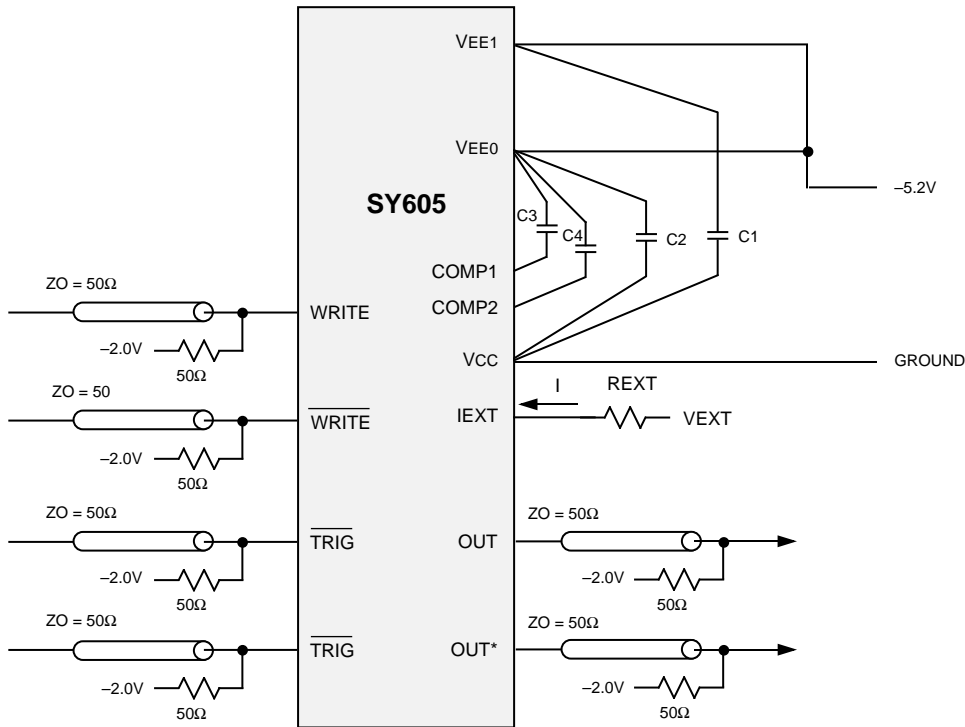 VEE1
VEE0
–5.2V
SY605
C3
C4
C2
C1
COMP1
ZO = 50Ω
WRITE
COMP2
–2.0V
50Ω
VCC
GROUND
I
REXT
ZO = 50
WRITE
IEXT
VEXT
–2.0V
50Ω
ZO = 50Ω
TRIG
OUT
ZO = 50Ω
–2.0V
50Ω
–2.0V
50Ω
ZO = 50Ω
TRIG
OUT*
ZO = 50Ω
–2.0V
50Ω
–2.0V
50Ω